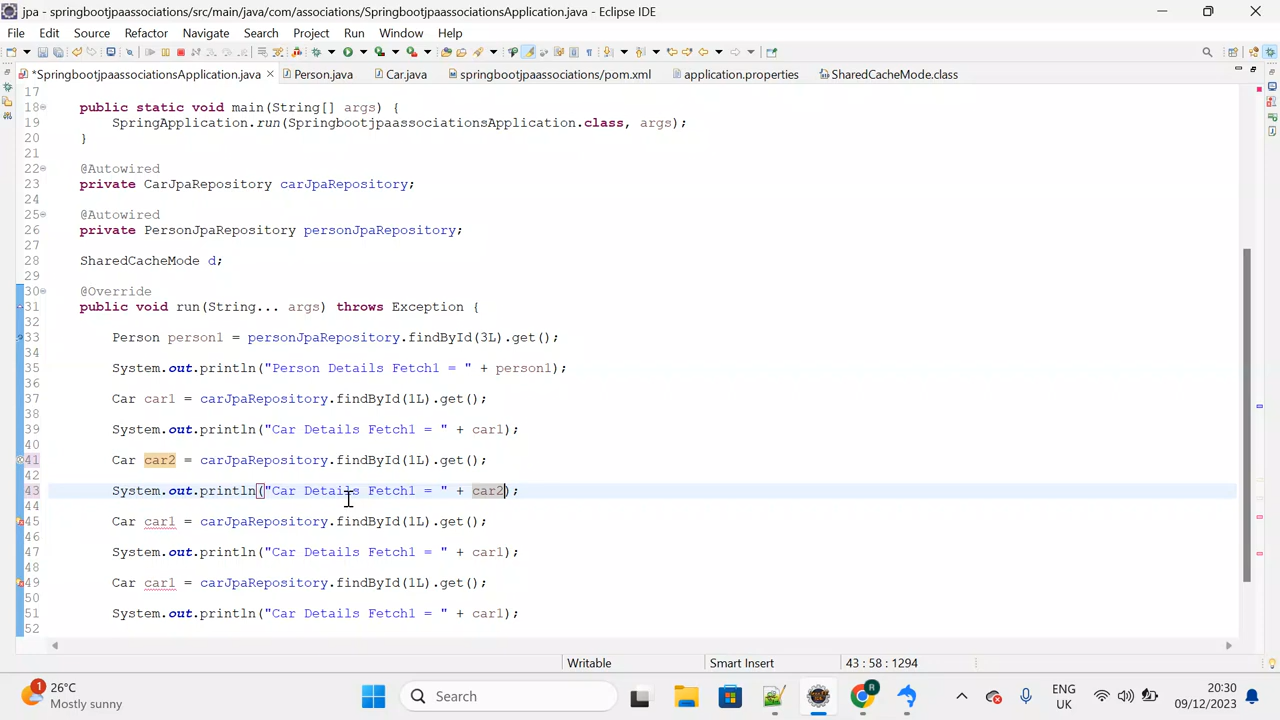 jpa - springbootjpaassociations/src/main/java/com/associations/SpringbootjpaassociationsApplication.java - Eclipse IDE
File Edit Source Refactor Navigate Search Project Run Window Help
*SpringbootjpaassociationsApplication.java Person.java Car.java springbootjpaassociations/pom.xml application.properties SharedCacheMode.class
17
18 public static void main(String[] args) {
19 SpringApplication.run(SpringbootjpaassociationsApplication.class, args);
20 }
21
22 @Autowired
23 private CarJpaRepository carJpaRepository;
24
25 @Autowired
26 private PersonJpaRepository personJpaRepository;
27
28 SharedCacheMode d;
29
30 @Override
31 public void run(String... args) throws Exception {
32
33 Person person1 = personJpaRepository.findById(3L).get();
34
35 System.out.println("Person Details Fetch1 = " + person1);
36
37 Car car1 = carJpaRepository.findById(1L).get();
38
39 System.out.println("Car Details Fetch1 = " + car1);
40
41 Car car2 = carJpaRepository.findById(1L).get();
42
43 System.out.println("Car Details Fetch1 = " + car2);
44
45 Car car1 = carJpaRepository.findById(1L).get();
46
47 System.out.println("Car Details Fetch1 = " + car1);
48
49 Car car1 = carJpaRepository.findById(1L).get();
50
51 System.out.println("Car Details Fetch1 = " + car1);
52
Writable Smart Insert 43 : 58 : 1294
1 26°C Search R ENG 20:30
Mostly sunny UK 09/12/2023